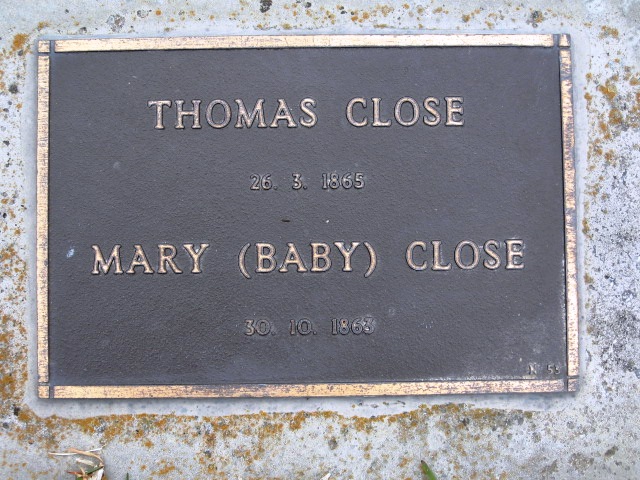 THOMAS CLOSE
26. 3. 1865
MARY (BABY) CLOSE
30. 10. 1863